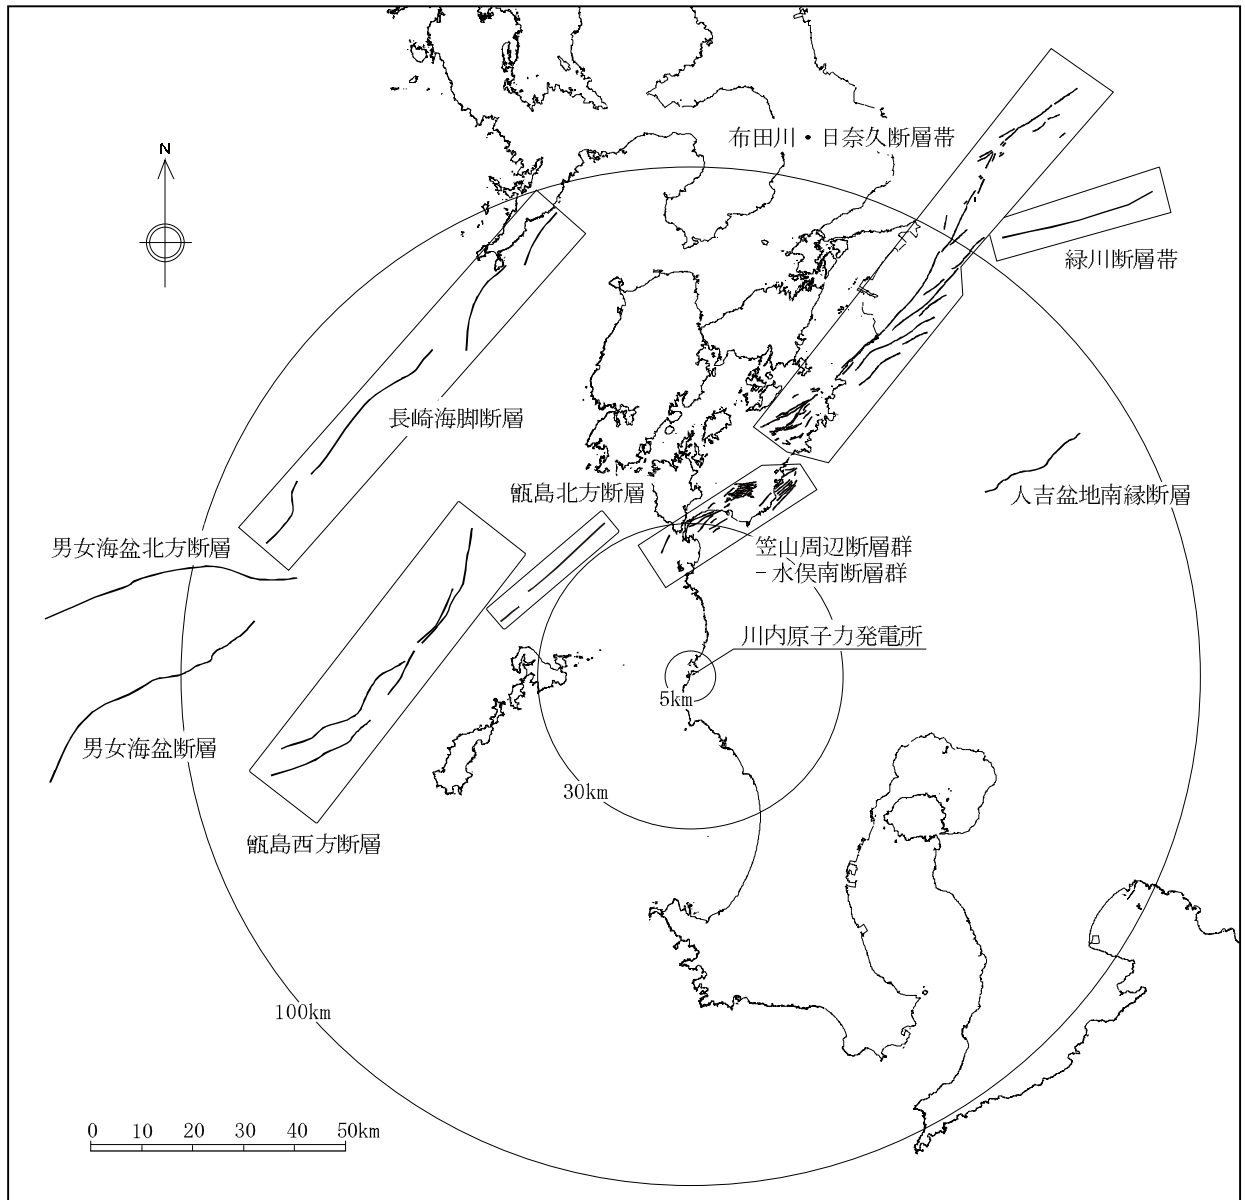 N
布田川・日奈久断層帯
緑川断層帯
長崎海脚断層
甑島北方断層
人吉盆地南縁断層
男女海盆北方断層
笠山周辺断層群
－水俣南断層群
川内原子力発電所
5km
男女海盆断層
30km
甑島西方断層
100km
0 10 20 30 40 50km